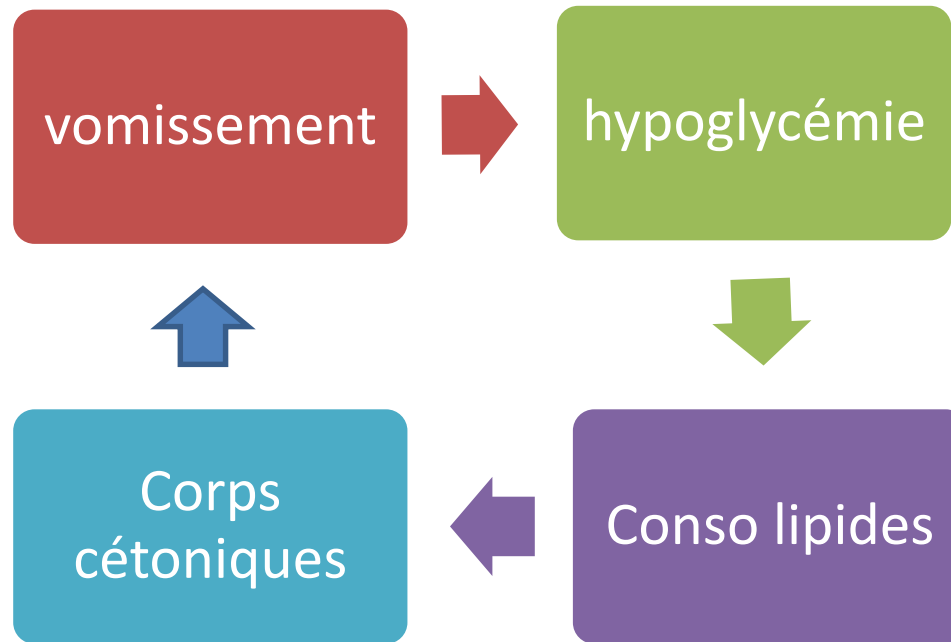 vomissement
hypoglycémie
Corps
cétoniques
Conso lipides